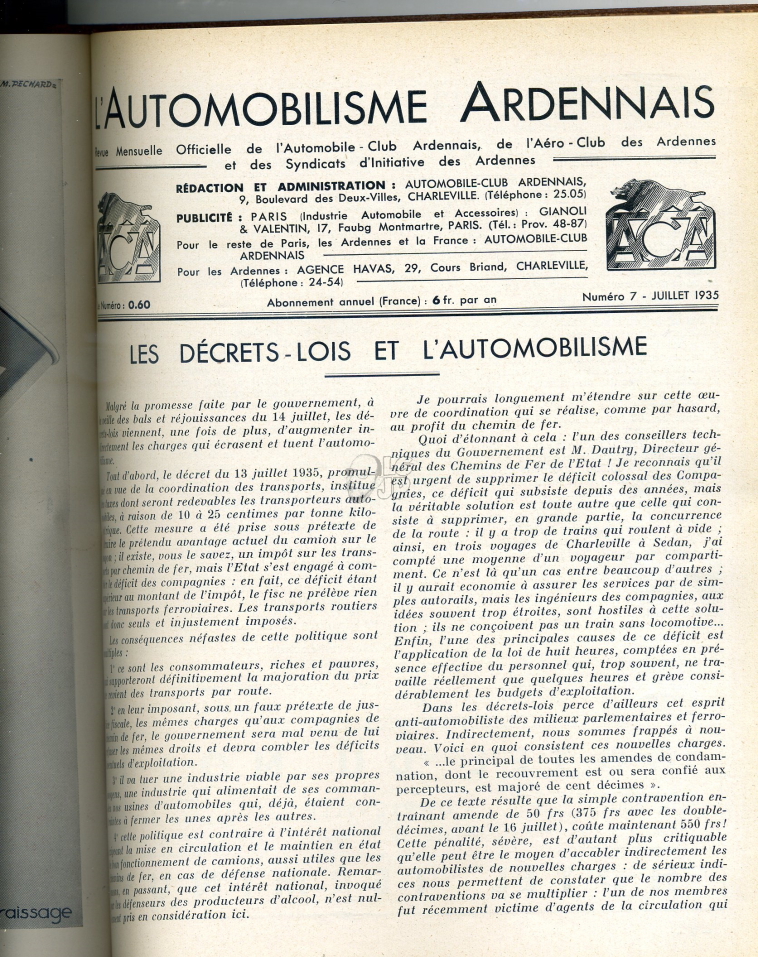 M. PECHARD
L'AUTOMOBILISME ARDENNAIS
Revue Mensuelle Officielle de l'Automobile-Club Ardennais, de l'Aéro-Club des Ardennes
et des Syndicats d'Initiative des Ardennes
RÉDACTION ET ADMINISTRATION : AUTOMOBILE-CLUB ARDENNAIS,
9, Boulevard des Deux-Villes, CHARLEVILLE. (Téléphone : 25.05)
PUBLICITÉ : PARIS (Industrie Automobile et Accessoires) : GIANOLI
& VALENTIN, 17, Faubg Montmartre, PARIS. (Tél. : Prov. 48-87)
Pour le reste de Paris, les Ardennes et la France : AUTOMOBILE-CLUB
ARDENNAIS
Pour les Ardennes : AGENCE HAVAS, 29, Cours Briand, CHARLEVILLE,
(Téléphone : 24-54)
ACA
ACA
Numéro : 0.60
Abonnement annuel (France) : 6 fr. par an
Numéro 7 - JUILLET 1935
LES DÉCRETS-LOIS ET L'AUTOMOBILISME
Malgré la promesse faite par le gouvernement, à
veille des bals et réjouissances du 14 juillet, les dé-
crets-lois viennent, une fois de plus, d'augmenter in-
directement les charges qui écrasent et tuent l'automo-
bilisme.
Tout d'abord, le décret du 13 juillet 1935, promul-
en vue de la coordination des transports, institue
taxes dont seront redevables les transporteurs auto-
à raison de 10 à 25 centimes par tonne kilo-
Cette mesure a été prise sous prétexte de
le prétendu avantage actuel du camion sur le
; il existe, vous le savez, un impôt sur les trans-
par chemin de fer, mais l'Etat s'est engagé à com-
le déficit des compagnies : en fait, ce déficit étant
au montant de l'impôt, le fisc ne prélève rien
les transports ferroviaires. Les transports routiers
donc seuls et injustement imposés.
Les conséquences néfastes de cette politique sont
multiples :
1° ce sont les consommateurs, riches et pauvres,
supporteront définitivement la majoration du prix
revient des transports par route.
2° en leur imposant, sous un faux prétexte de jus-
fiscale, les mêmes charges qu'aux compagnies de
de fer, le gouvernement sera mal venu de lui
les mêmes droits et devra combler les déficits
d'exploitation.
3° il va tuer une industrie viable par ses propres
une industrie qui alimentait de ses comman-
nos usines d'automobiles qui, déjà, étaient con-
à fermer les unes après les autres.
4° cette politique est contraire à l'intérêt national
la mise en circulation et le maintien en état
fonctionnement de camions, aussi utiles que les
de fer, en cas de défense nationale. Remar-
en passant, que cet intérêt national, invoqué
les défenseurs des producteurs d'alcool, n'est nul-
pris en considération ici.
Je pourrais longuement m'étendre sur cette œu-
vre de coordination qui se réalise, comme par hasard,
au profit du chemin de fer.
Quoi d'étonnant à cela : l'un des conseillers tech-
niques du Gouvernement est M. Dautry, Directeur gé-
néral des Chemins de Fer de l'Etat ! Je reconnais qu'il
est urgent de supprimer le déficit colossal des Compa-
gnies, ce déficit qui subsiste depuis des années, mais
la véritable solution est toute autre que celle qui con-
siste à supprimer, en grande partie, la concurrence
de la route : il y a trop de trains qui roulent à vide ;
ainsi, en trois voyages de Charleville à Sedan, j'ai
compté une moyenne d'un voyageur par comparti-
ment. Ce n'est là qu'un cas entre beaucoup d'autres ;
il y aurait economie à assurer les services par de sim-
ples autorails, mais les ingénieurs des compagnies, aux
idées souvent trop étroites, sont hostiles à cette solu-
tion ; ils ne conçoivent pas un train sans locomotive...
Enfin, l'une des principales causes de ce déficit est
l'application de la loi de huit heures, comptées en pré-
sence effective du personnel qui, trop souvent, ne tra-
vaille réellement que quelques heures et grève consi-
dérablement les budgets d'exploitation.
Dans les décrets-lois perce d'ailleurs cet esprit
anti-automobiliste des milieux parlementaires et ferro-
viaires. Indirectement, nous sommes frappés à nou-
veau. Voici en quoi consistent ces nouvelles charges.
« ...le principal de toutes les amendes de condam-
nation, dont le recouvrement est ou sera confié aux
percepteurs, est majoré de cent décimes ».
De ce texte résulte que la simple contravention en-
traînant amende de 50 frs (375 frs avec les double-
décimes, avant le 16 juillet), coûte maintenant 550 frs!
Cette pénalité, sévère, est d'autant plus critiquable
qu'elle peut être le moyen d'accabler indirectement les
automobilistes de nouvelles charges : de sérieux indi-
ces nous permettent de constater que le nombre des
contraventions va se multiplier : l'un de nos membres
fut récemment victime d'agents de la circulation qui
raissage